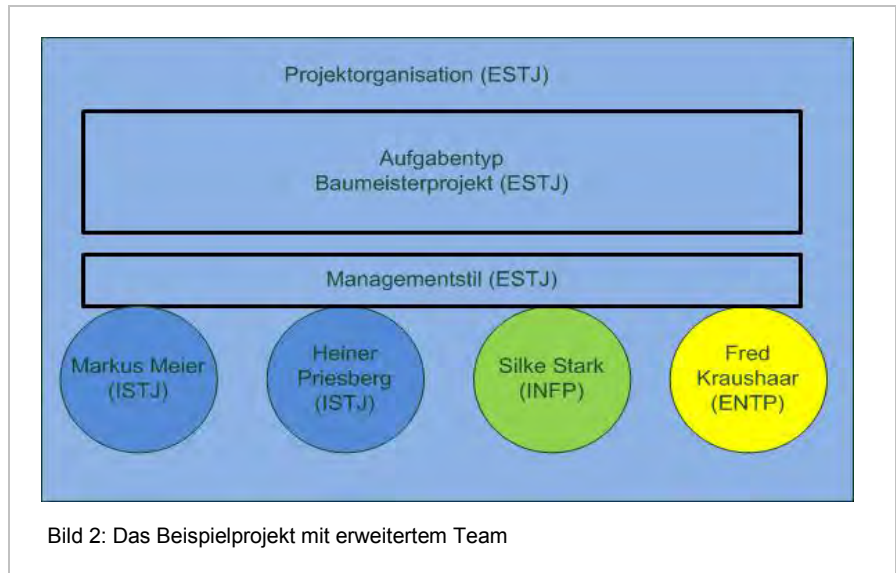 Projektorganisation (ESTJ)
Aufgabentyp
Baumeisterprojekt (ESTJ)
Managementstil (ESTJ)
Markus Meier
(ISTJ)
Heiner
Priesberg
(ISTJ)
Silke Stark
(INFP)
Fred
Kraushaar
(ENTP)
Bild 2: Das Beispielprojekt mit erweitertem Team